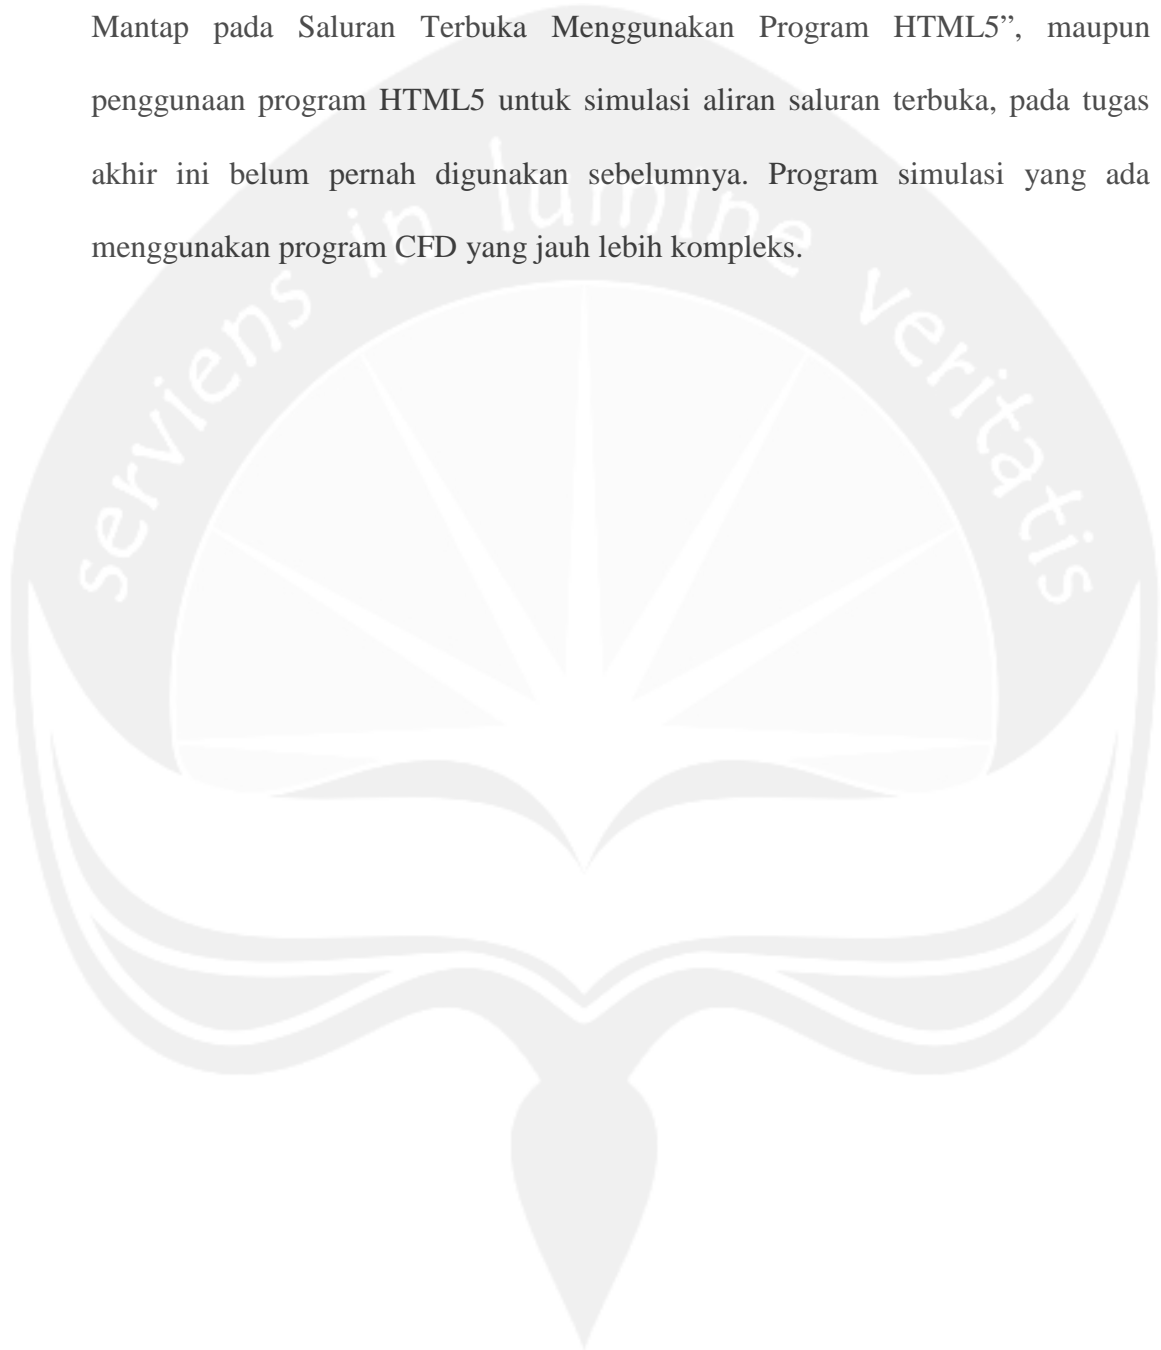 Mantap pada Saluran Terbuka Menggunakan Program HTML5”, maupun
penggunaan program HTML5 untuk simulasi aliran saluran terbuka, pada tugas
akhir ini belum pernah digunakan sebelumnya. Program simulasi yang ada
menggunakan program CFD yang jauh lebih kompleks.
serviens in lumine veritatis